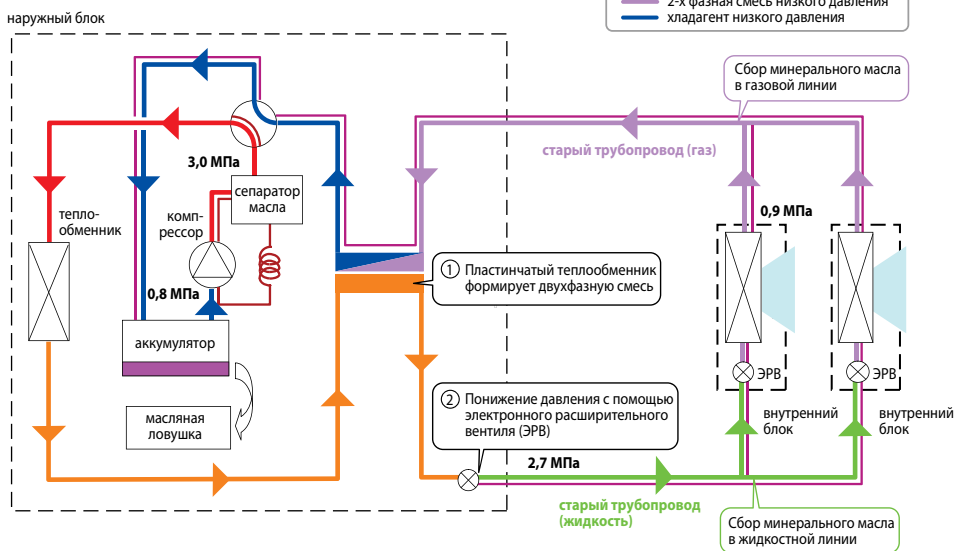 2-х фазная смесь низкого давления
хладагент низкого давления
наружный блок
Сбор минерального масла
в газовой линии
старый трубопровод (газ)
3,0 МПа
сепаратор
масла
тепло-
обменник
комп-
рессор
0,9 МПа
① Пластинчатый теплообменник
формирует двухфазную смесь
0,8 МПа
аккумулятор
ЭРВ
ЭРВ
② Понижение давления с помощью
электронного расширительного
вентиля (ЭРВ)
масляная
ловушка
внутренний
блок
внутренний
блок
2,7 МПа
старый трубопровод
(жидкость)
Сбор минерального масла
в жидкостной линии